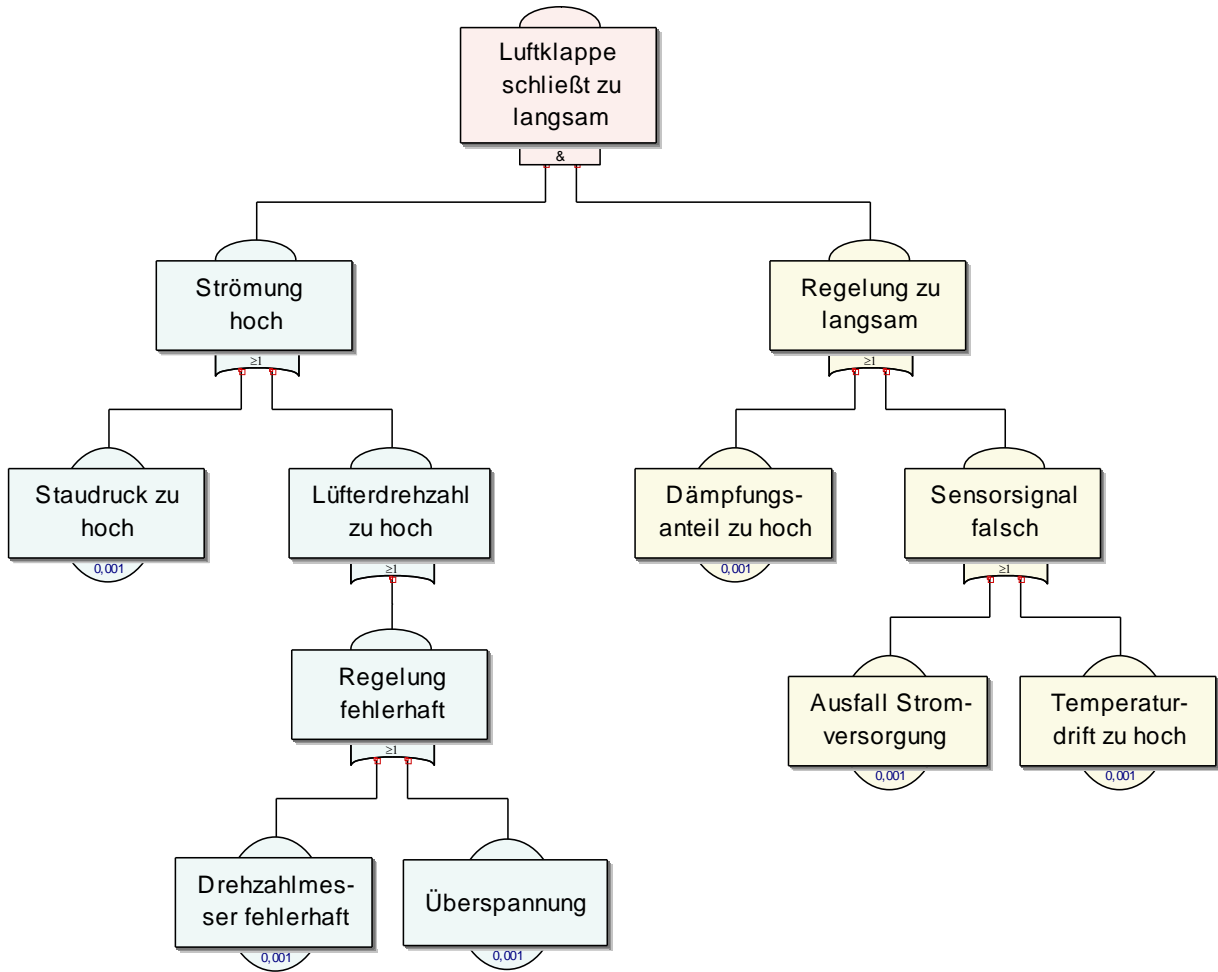 Luftklappe
schließt zu
langsam
&
Strömung
hoch
≥1
Regelung zu
langsam
≥1
Staudruck zu
hoch
0,001
Lüfterdrehzahl
zu hoch
≥1
Dämpfungs-
anteil zu hoch
0,001
Sensorsignal
falsch
≥1
Regelung
fehlerhaft
≥1
Ausfall Strom-
versorgung
0,001
Temperatur-
drift zu hoch
0,001
Drehzahlmes-
ser fehlerhaft
0,001
Überspannung
0,001